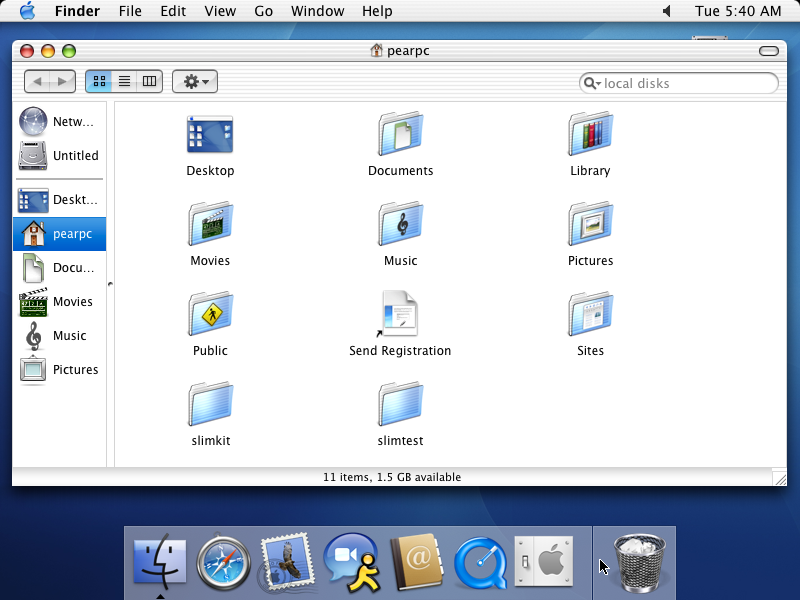 Finder File Edit View Go Window Help Tue 5:40 AM
pearpc
local disks
Netw...
Untitled
Deskt...
pearpc
Docu...
Movies
Music
Pictures
Desktop Documents Library
Movies Music Pictures
Public Send Registration Sites
slimkit slimtest
11 items, 1.5 GB available
@